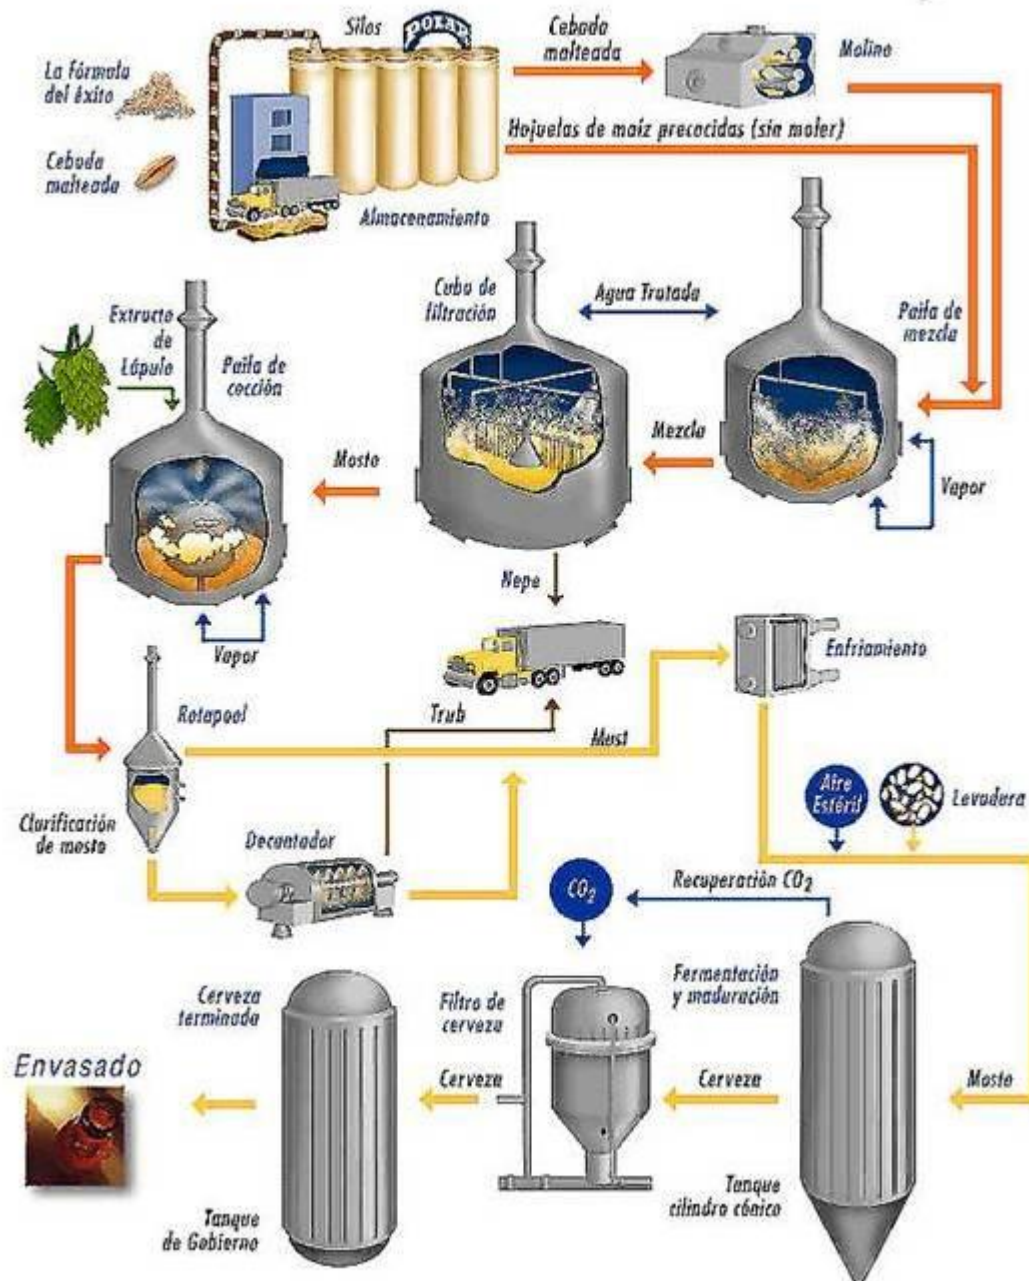 POLAR
Silos
Cebada
malteada
Molino
La fórmula
del éxito
Cebada
malteada
Hojuelas de maíz precocidas (sin moler)
Almacenamiento
Cuba de
filtración
Agua Tratada
Paila de
mezcla
Extracto
de
Lúpulo
Paila de
cocción
Mezcla
Mosto
Vapor
Nepe
Vapor
Enfriamiento
Rotapool
Trub
Most
Clarificación
de mosto
Decantador
Aire
Estéril
Levadura
CO₂
Recuperación CO₂
Fermentación
y maduración
Cerveza
terminada
Filtro de
cerveza
Envasado
Cerveza
Cerveza
Mosto
Tanque
de Gobierno
Tanque
cilindro cónico